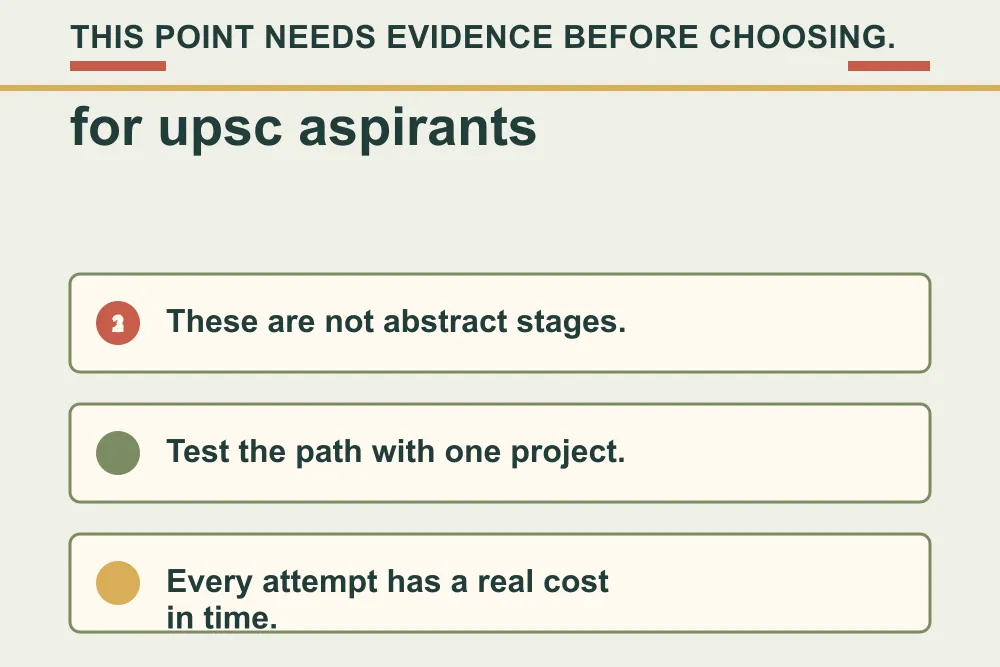 THIS POINT NEEDS EVIDENCE BEFORE CHOOSING.
for upsc aspirants
These are not abstract stages.
Test the path with one project.
Every attempt has a real cost
in time.